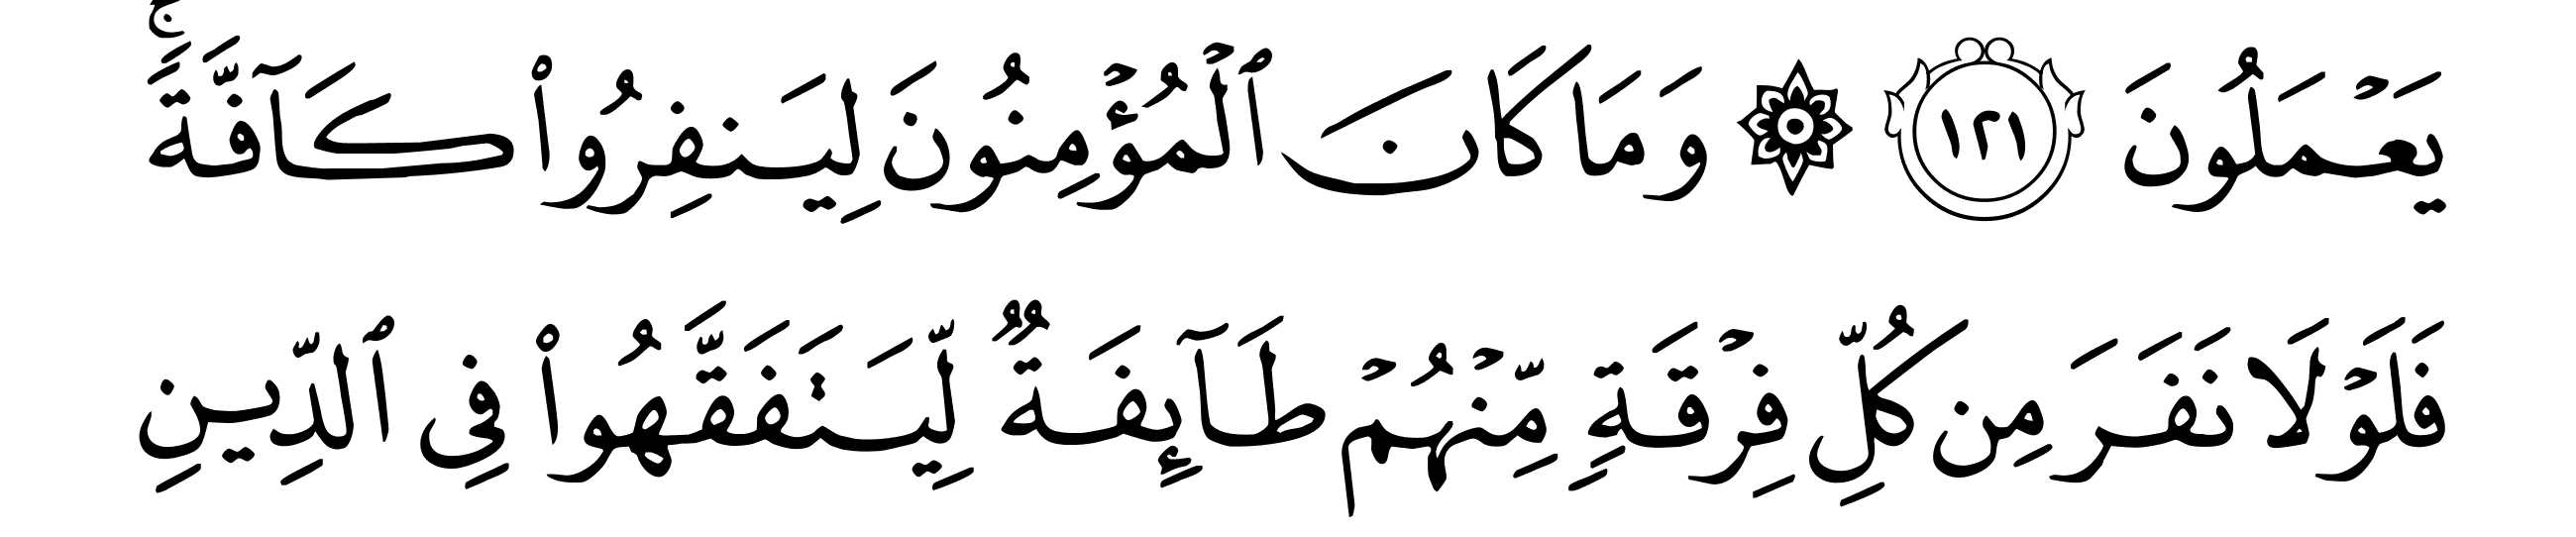 يَعۡمَلُونَ ١٢١ ۞ وَمَا كَانَ ٱلۡمُؤۡمِنُونَ لِيَنفِرُواْ كَآفَّةٗۚ
فَلَوۡلَا نَفَرَ مِن كُلِّ فِرۡقَةٖ مِّنۡهُمۡ طَآئِفَةٞ لِّيَتَفَقَّهُواْ فِي ٱلدِّينِ